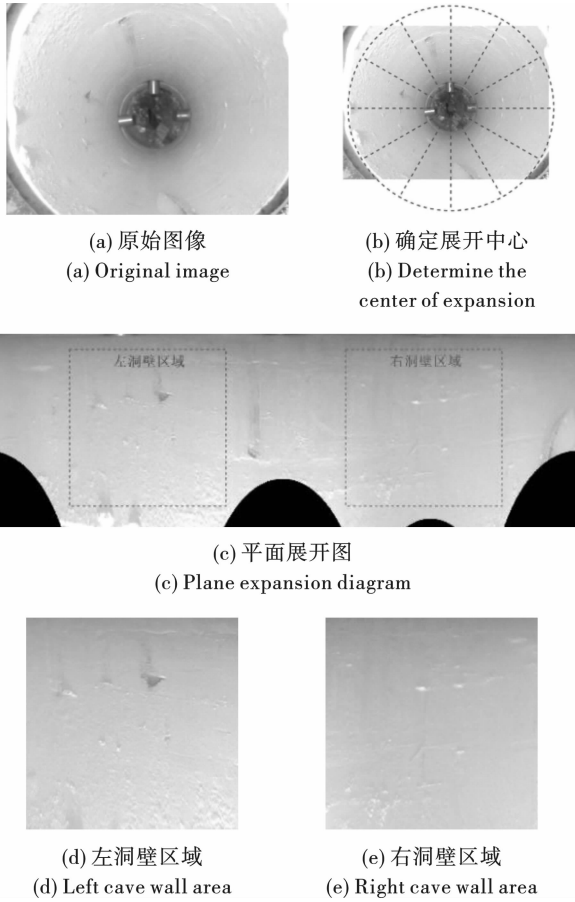 (a) 原始图像
(a) Original image
(b) 确定展开中心
(b) Determine the
center of expansion
左洞壁区域
右洞壁区域
(c) 平面展开图
(c) Plane expansion diagram
(d) 左洞壁区域
(d) Left cave wall area
(e) 右洞壁区域
(e) Right cave wall area